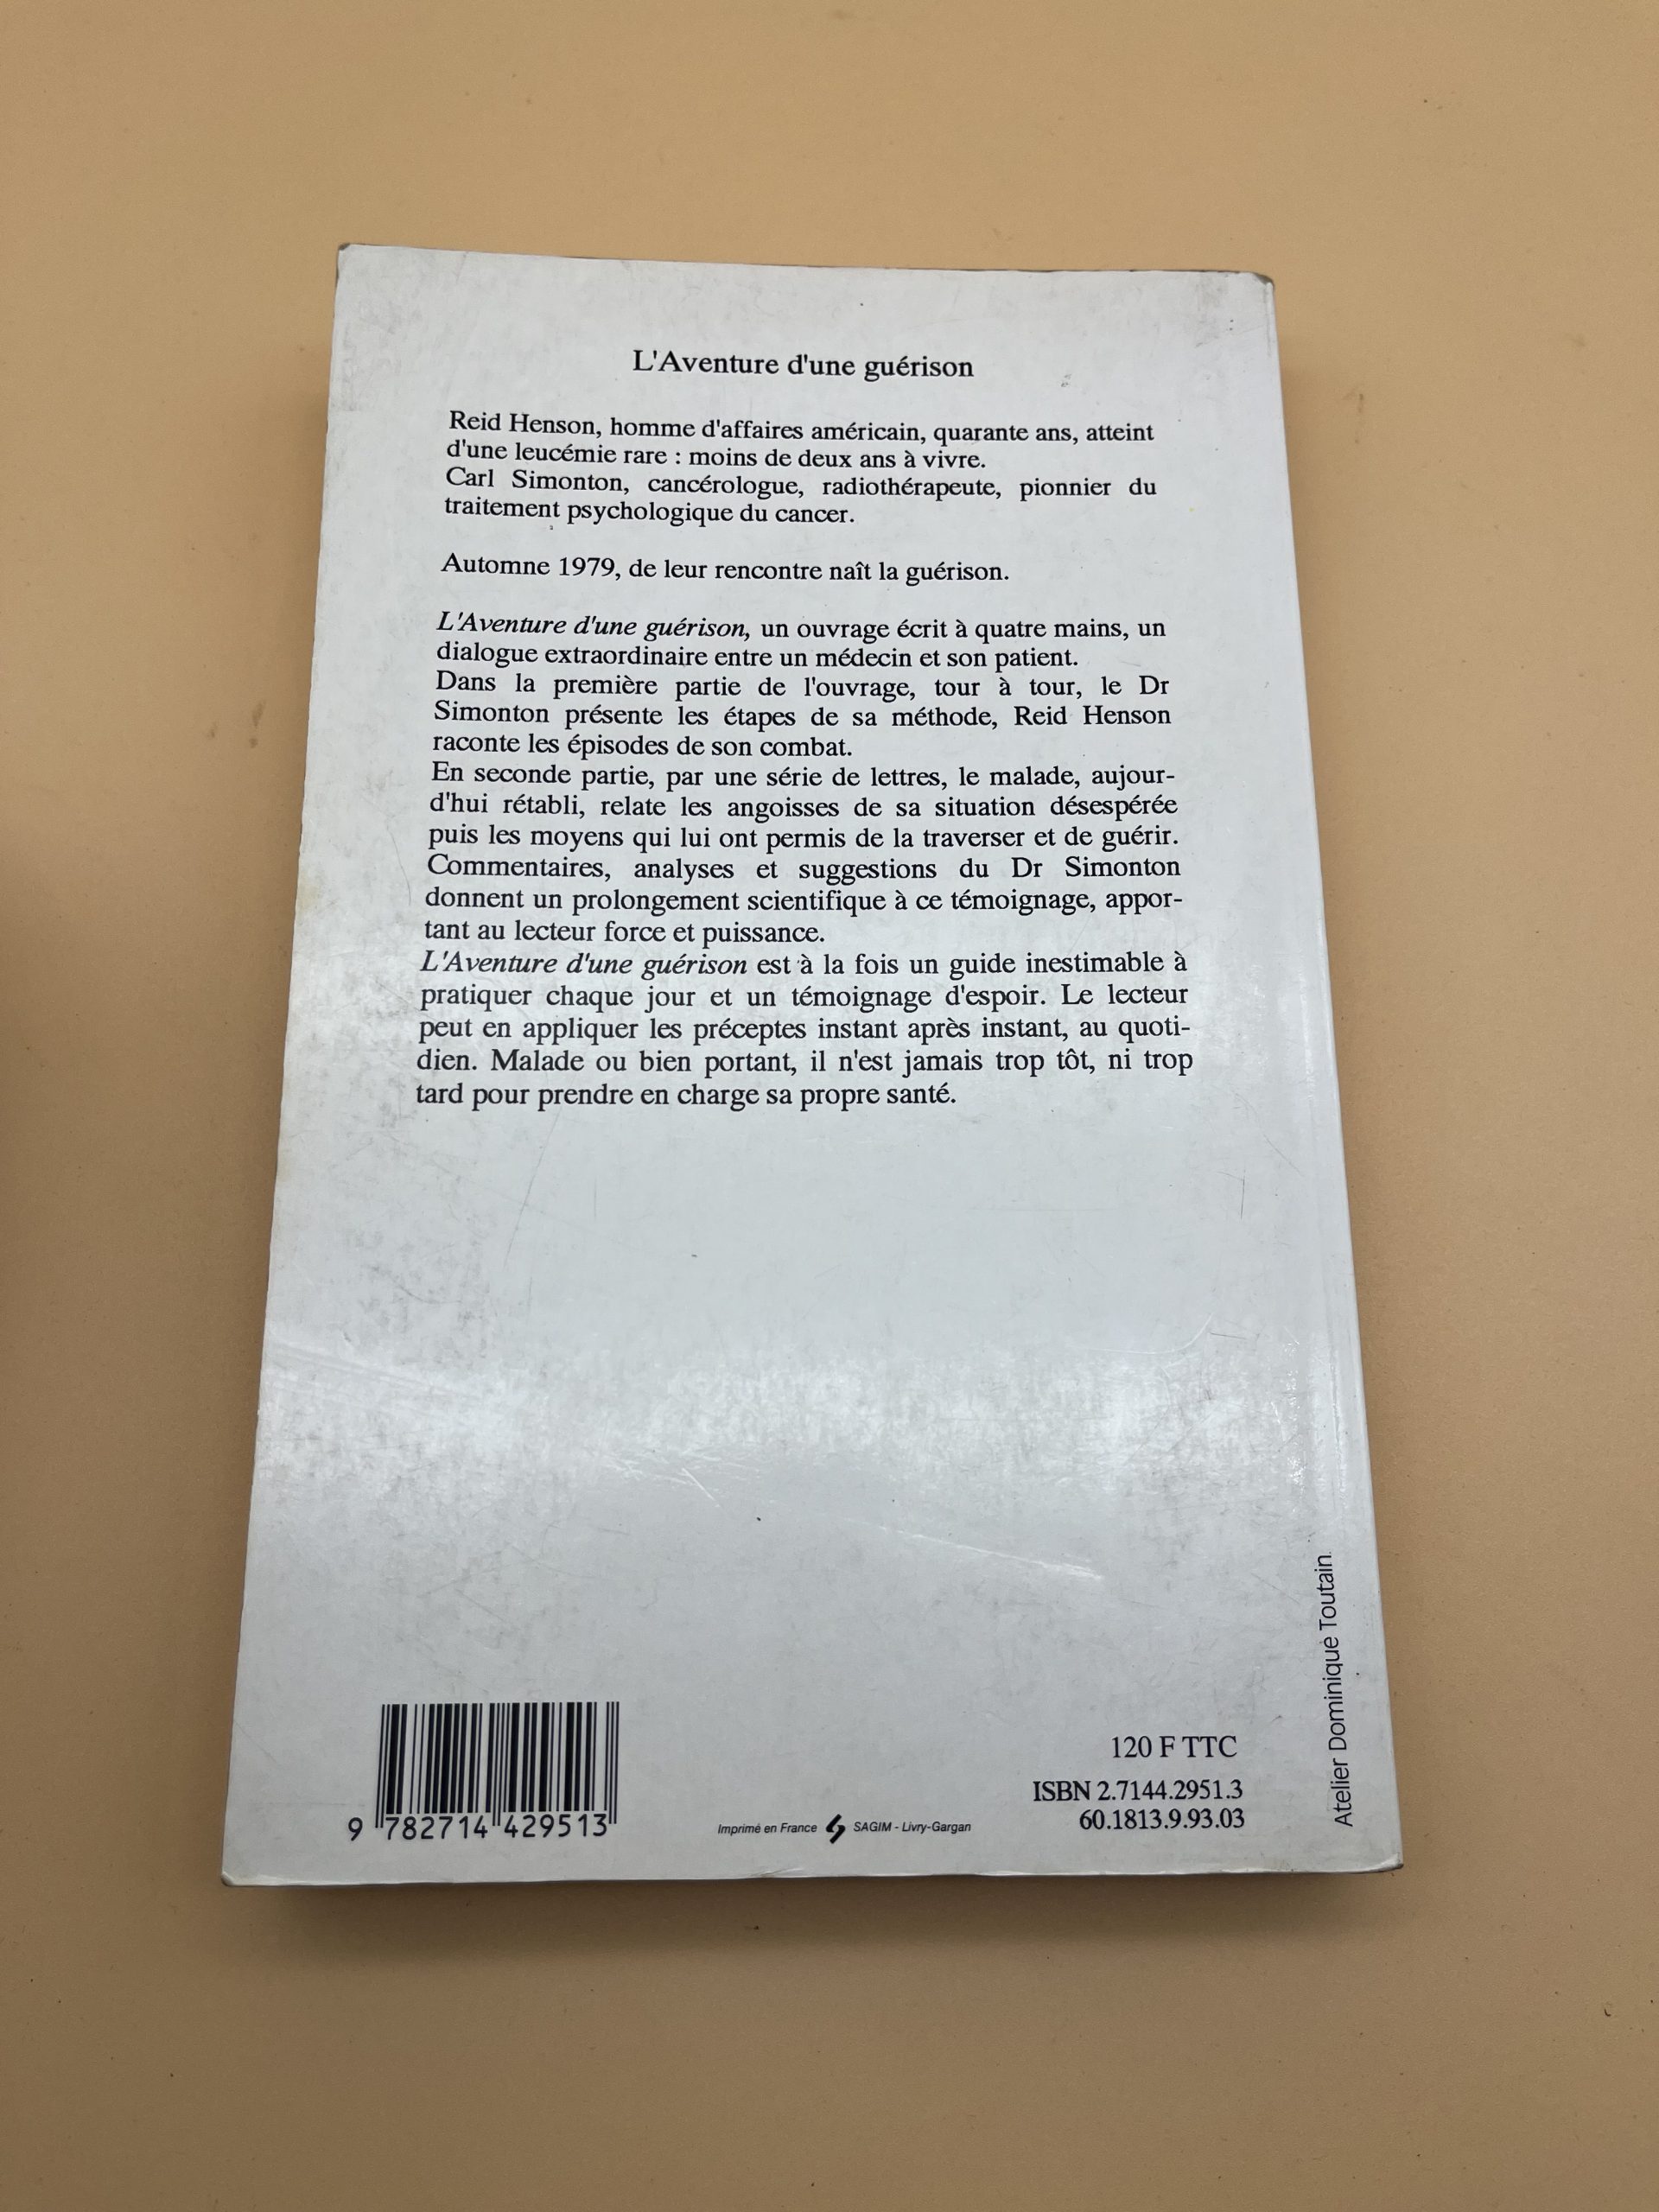 L'Aventure d'une guérison
Reid Henson, homme d'affaires américain, quarante ans, atteint
d'une leucémie rare : moins de deux ans à vivre.
Carl Simonton, cancérologue, radiothérapeute, pionnier du
traitement psychologique du cancer.
Automne 1979, de leur rencontre naît la guérison.
L'Aventure d'une guérison, un ouvrage écrit à quatre mains, un
dialogue extraordinaire entre un médecin et son patient.
Dans la première partie de l'ouvrage, tour à tour, le Dr
Simonton présente les étapes de sa méthode, Reid Henson
raconte les épisodes de son combat.
En seconde partie, par une série de lettres, le malade, aujour-
d'hui rétabli, relate les angoisses de sa situation désespérée
puis les moyens qui lui ont permis de la traverser et de guérir.
Commentaires, analyses et suggestions du Dr Simonton
donnent un prolongement scientifique à ce témoignage, appor-
tant au lecteur force et puissance.
L'Aventure d'une guérison est à la fois un guide inestimable à
pratiquer chaque jour et un témoignage d'espoir. Le lecteur
peut en appliquer les préceptes instant après instant, au quoti-
dien. Malade ou bien portant, il n'est jamais trop tôt, ni trop
tard pour prendre en charge sa propre santé.
9 782714 429513
Imprimé en France SAGIM - Livry-Gargan
120 F TTC
ISBN 2.7144.2951.3
60.1813.9.93.03
Atelier Dominique Toutain